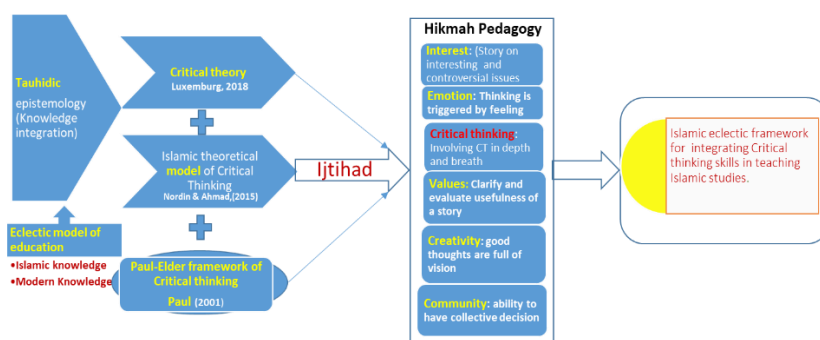 Tauhidic
epistemology
(Knowledge
integration)
Eclectic model of
education
•Islamic knowledge
•Modern Knowledge
Critical theory
Luxemburg, 2018
Islamic theoretical
model of Critical
Thinking
Nordin & Ahmad,(2015)
Paul-Elder framework of
Critical thinking
Paul (2001)
Ijtihad
Hikmah Pedagogy
Interest: (Story on
interesting and
controversial issues
Emotion: Thinking is
triggered by feeling
Critical thinking:
Involving CT in depth
and breath
Values: Clarify and
evaluate usefulness of
a story
Creativity: good
thoughts are full of
vision
Community: ability to
have collective decision
Islamic eclectic framework
for integrating Critical
thinking skills in teaching
Islamic studies.